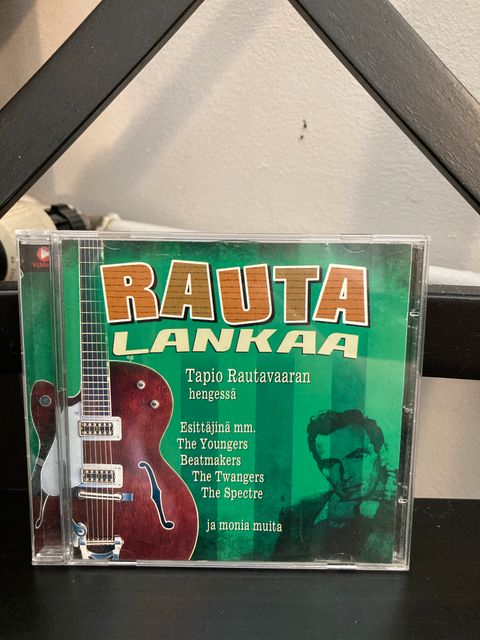 RAUTA
LANKAA
Tapio Rautavaaran
hengessä
Esittäjinä mm.
The Youngers
Beatmakers
The Twangers
The Spectre
ja monia muita